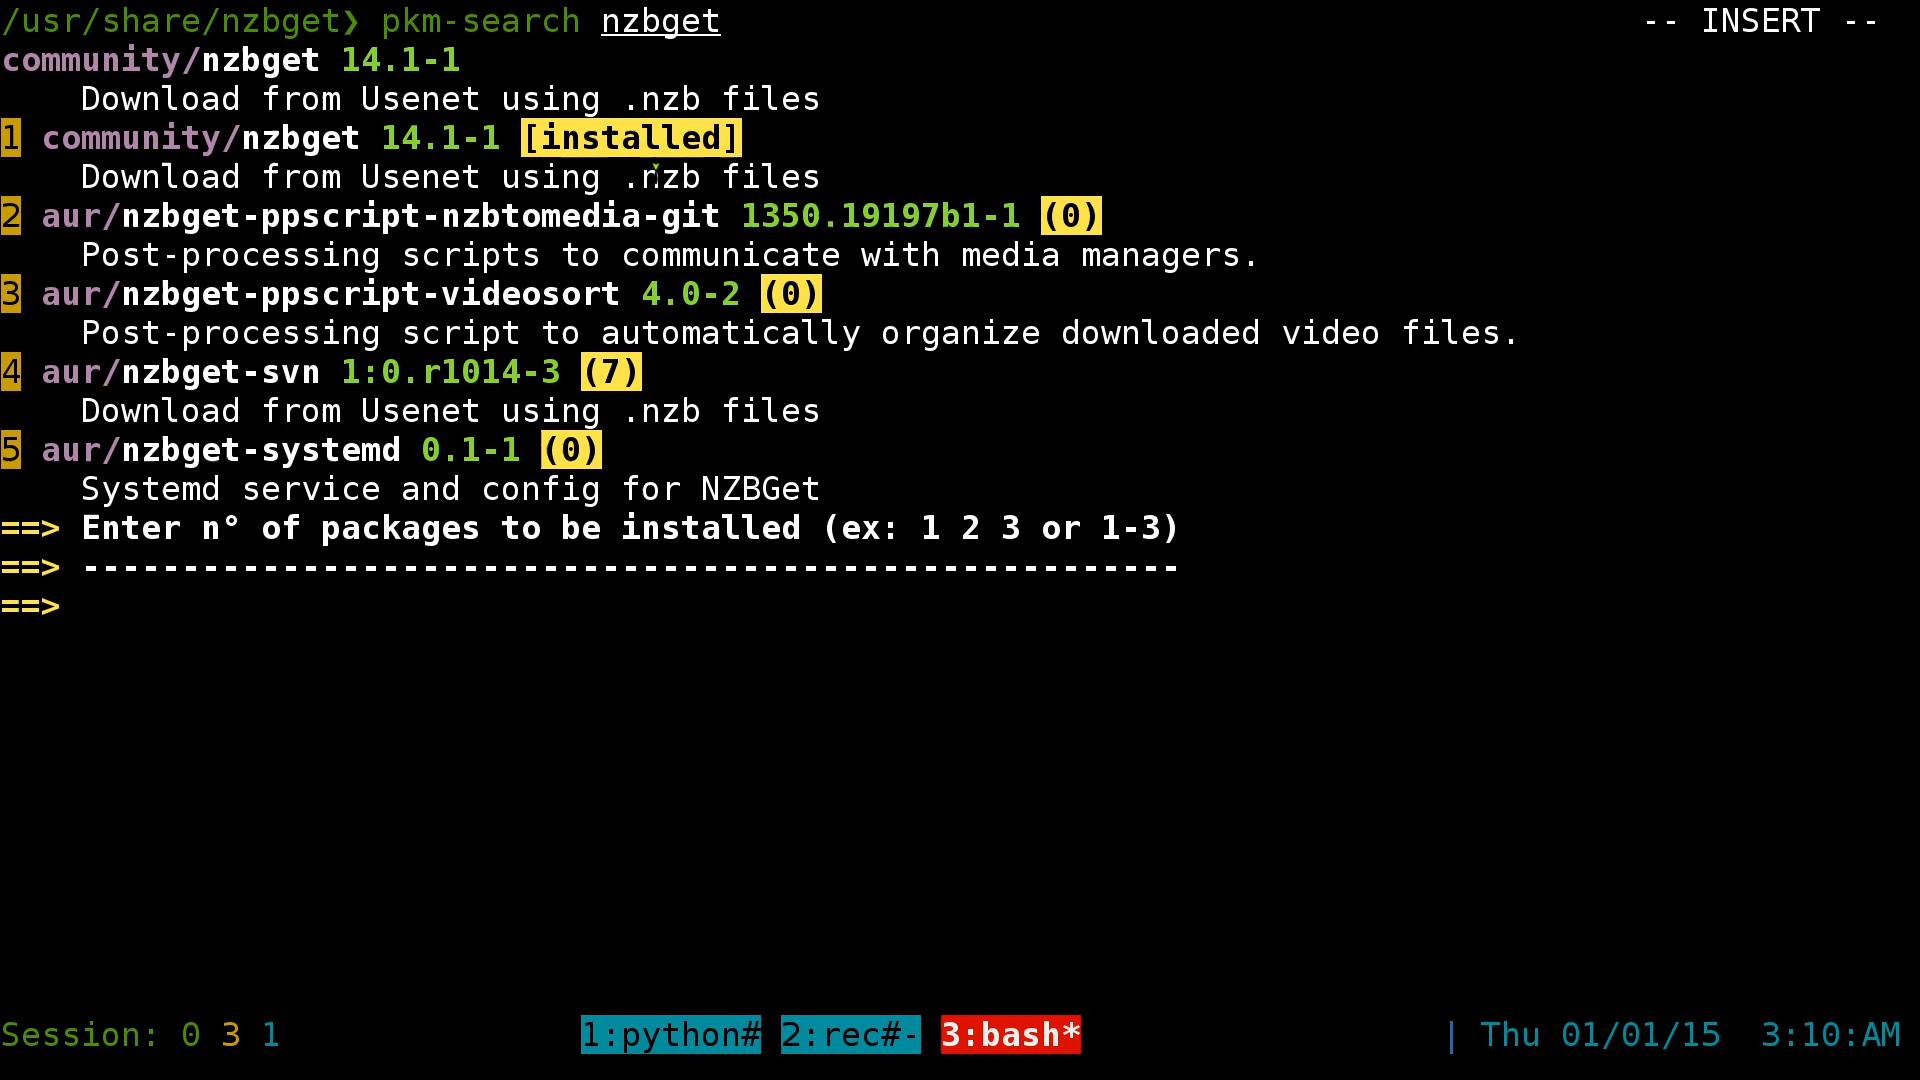 /usr/share/nzbget❯ pkm-search nzbget -- INSERT --
community/nzbget 14.1-1
Download from Usenet using .nzb files
1 community/nzbget 14.1-1 [installed]
Download from Usenet using .nzb files
2 aur/nzbget-ppscript-nzbtomedia-git 1350.19197b1-1 (0)
Post-processing scripts to communicate with media managers.
3 aur/nzbget-ppscript-videosort 4.0-2 (0)
Post-processing script to automatically organize downloaded video files.
4 aur/nzbget-svn 1:0.r1014-3 (7)
Download from Usenet using .nzb files
5 aur/nzbget-systemd 0.1-1 (0)
Systemd service and config for NZBGet
==> Enter n° of packages to be installed (ex: 1 2 3 or 1-3)
==> -------------------------------------------------------
==>
Session: 0 3 1 1:python# 2:rec#- 3:bash* | Thu 01/01/15 3:10:AM